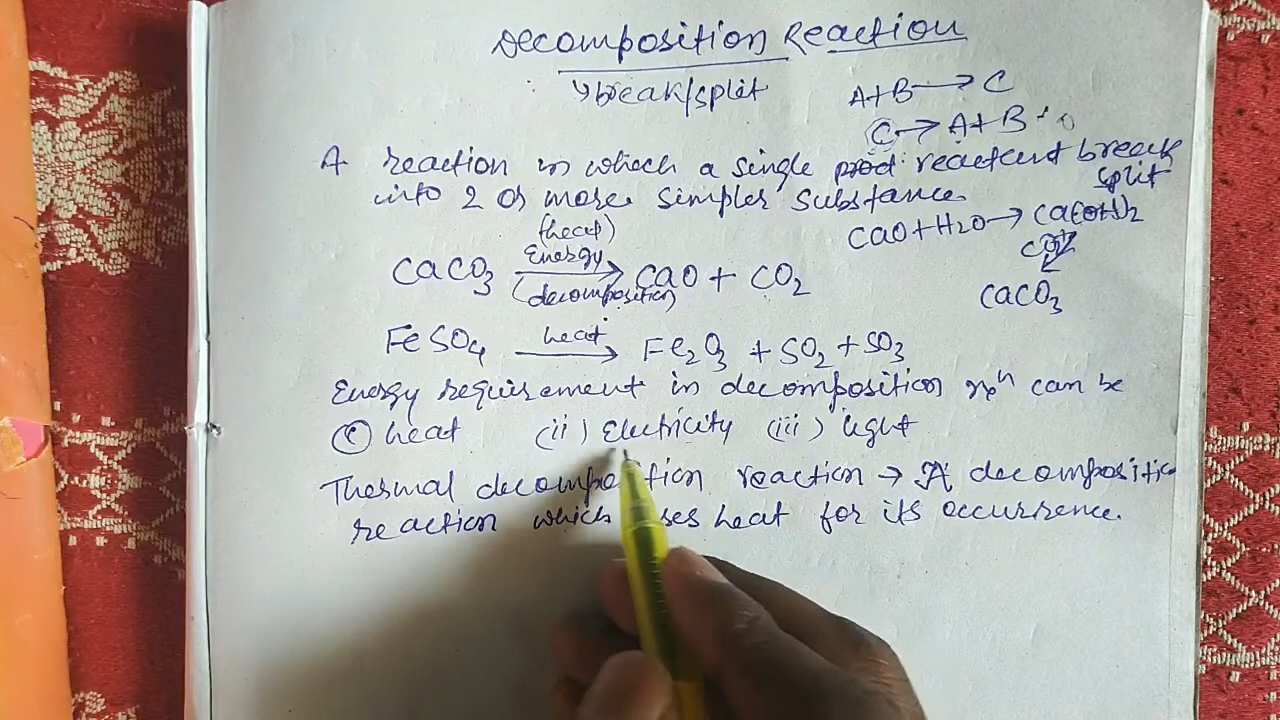 Decomposition Reaction
↳break/split
A+B → C
C → A+B
A reaction in which a single prod: reactant break
split
into 2 or more simpler substance.
(heat)
CaO+H2O → Ca(OH)2
CO2
CaCO3
CaCO3 Energy → CaO + CO2
(decomposition)
FeSO4 heat → Fe2O3 + SO2 + SO3
Energy requirement in decomposition rxn can be
(i) heat (ii) Electricity (iii) light
Thermal decomposition reaction → A decomposition
reaction which uses heat for its occurrence.